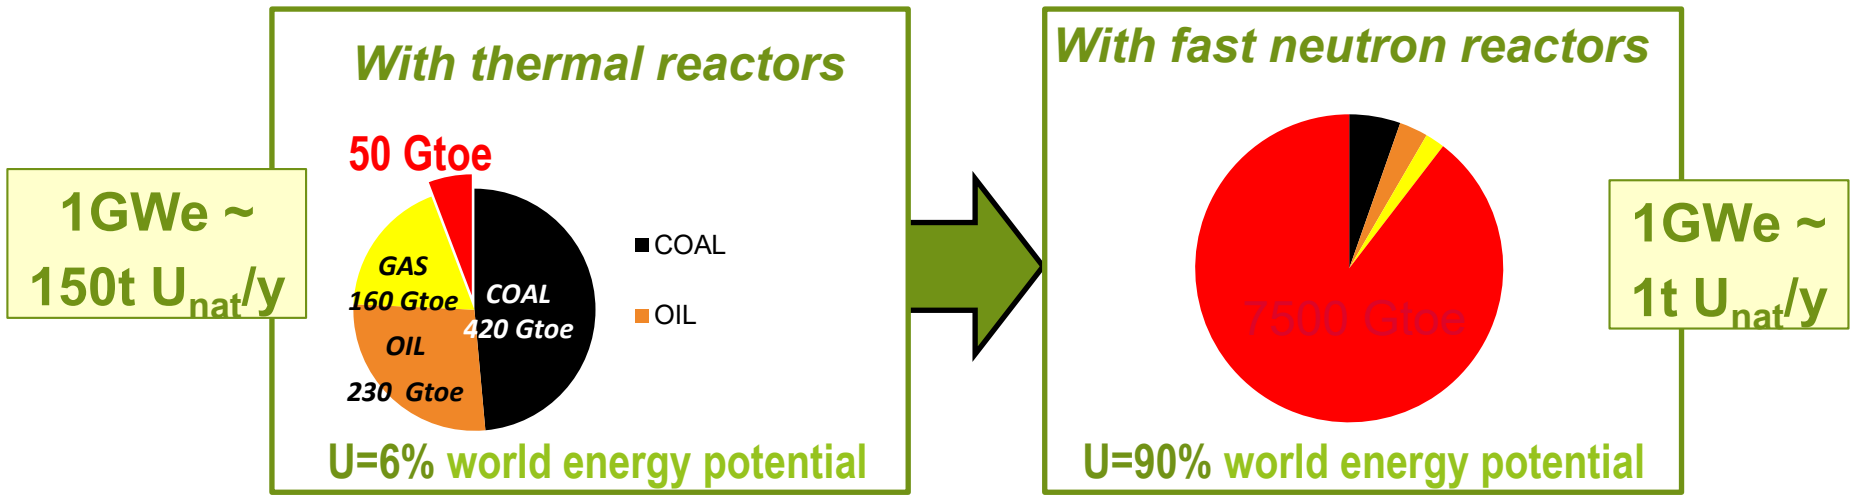 With thermal reactors
50 Gtoe
1GWe ~
150t Unat/y
GAS
160 Gtoe
COAL
420 Gtoe
OIL
230 Gtoe
COAL
OIL
U=6% world energy potential
With fast neutron reactors
7500 Gtoe
1GWe ~
1t Unat/y
U=90% world energy potential